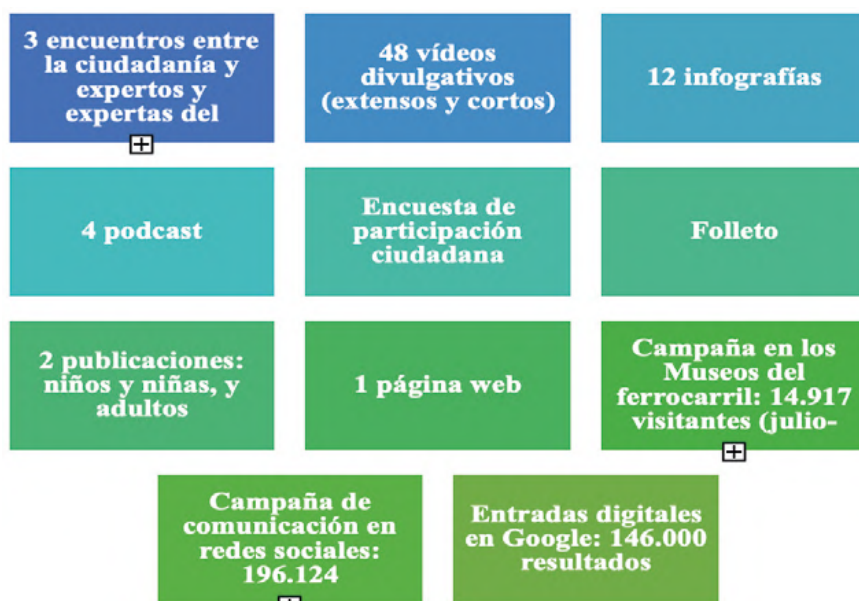 3 encuentros entre
la ciudadanía y
expertos y
expertas del
48 vídeos
divulgativos
(extensos y cortos)
12 infografías
4 podcast
Encuesta de
participación
ciudadana
Folleto
2 publicaciones:
niños y niñas, y
adultos
1 página web
Campaña en los
Museos del
ferrocarril: 14.917
visitantes (julio-
Campaña de
comunicación en
redes sociales:
196.124
Entradas digitales
en Google: 146.000
resultados